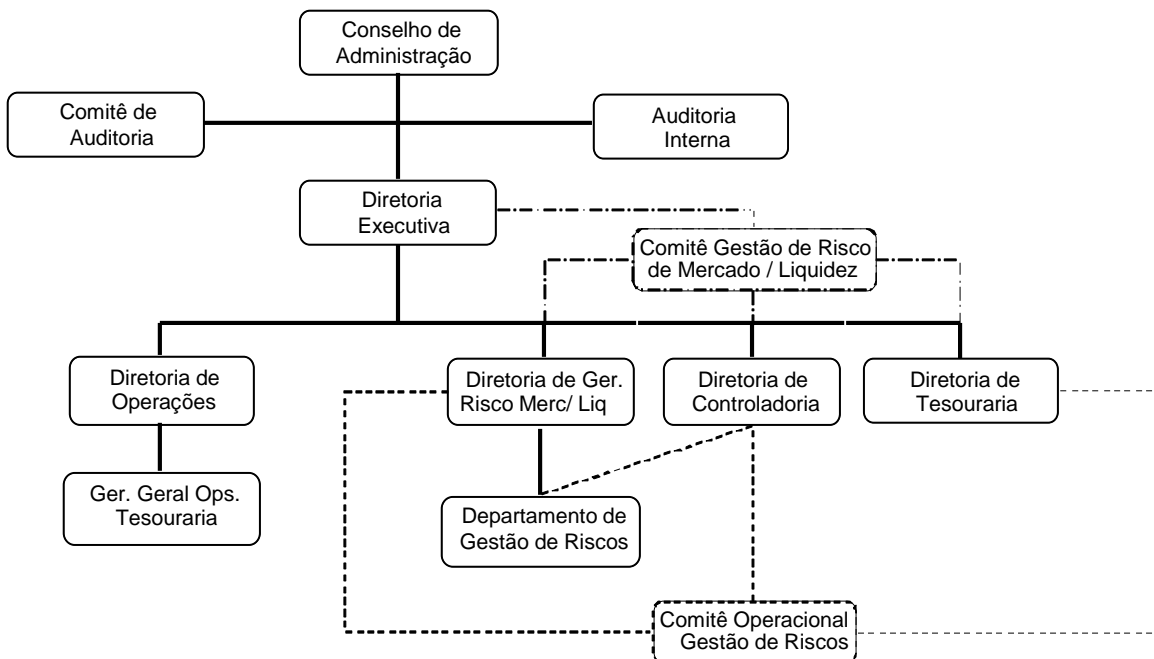 Conselho de
Administração
Comitê de
Auditoria
Auditoria
Interna
Diretoria
Executiva
Comitê Gestão de Risco
de Mercado / Liquidez
Diretoria de
Operações
Diretoria de Ger.
Risco Merc/ Liq
Diretoria de
Controladoria
Diretoria de
Tesouraria
Ger. Geral Ops.
Tesouraria
Departamento de
Gestão de Riscos
Comitê Operacional
Gestão de Riscos